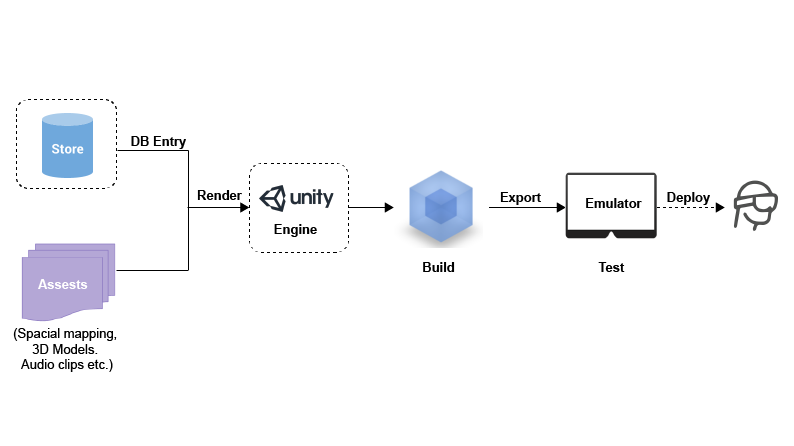 Store
DB Entry
Render
unity
Engine
Build
Export
Emulator
Test
Deploy
Assests
(Spacial mapping,
3D Models.
Audio clips etc.)